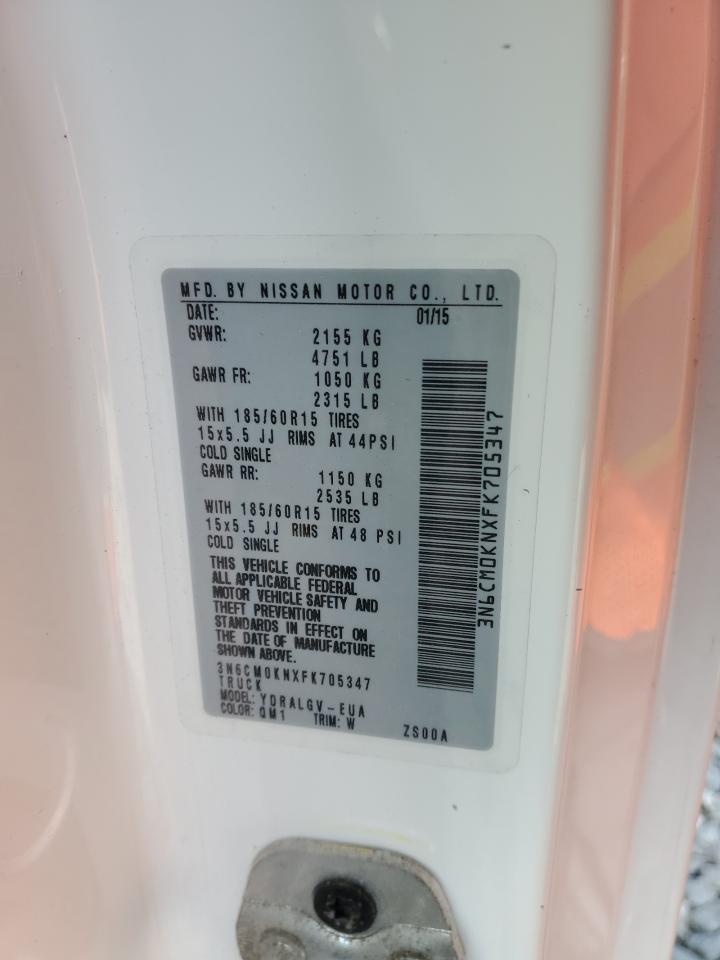 MFD. BY NISSAN MOTOR CO., LTD.
DATE: 01/15
GVWR: 2155 KG
4751 LB
GAWR FR: 1050 KG
2315 LB
WITH 185/60R15 TIRES
15x5.5 JJ RIMS AT 44PSI
COLD SINGLE
GAWR RR: 1150 KG
2535 LB
WITH 185/60R15 TIRES
15x5.5 JJ RIMS AT 48 PSI
COLD SINGLE
THIS VEHICLE CONFORMS TO
ALL APPLICABLE FEDERAL
MOTOR VEHICLE SAFETY AND
THEFT PREVENTION
STANDARDS IN EFFECT ON
THE DATE OF MANUFACTURE
SHOWN ABOVE.
3N6CM0KNXFK705347
TRUCK
MODEL: YDRALGV-EUA
COLOR: QM1 TRIM: W ZS00A
3N6CM0KNXFK705347